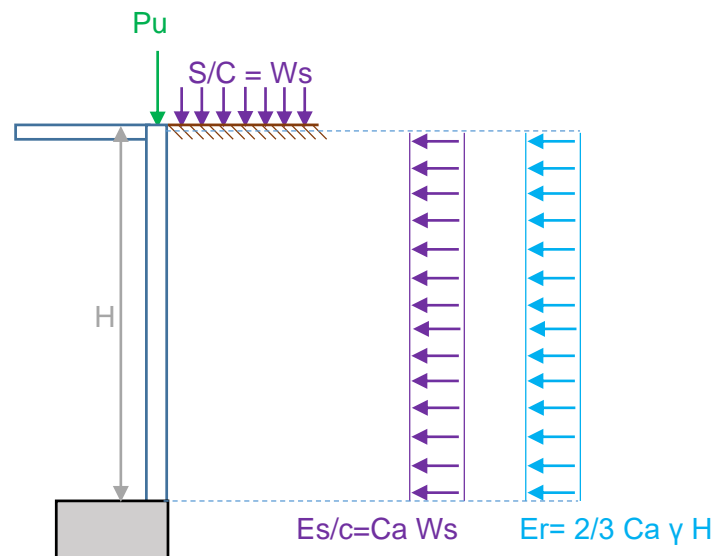 Pu
S/C = Ws
H
Es/c=Ca Ws
Er= 2/3 Ca γ H